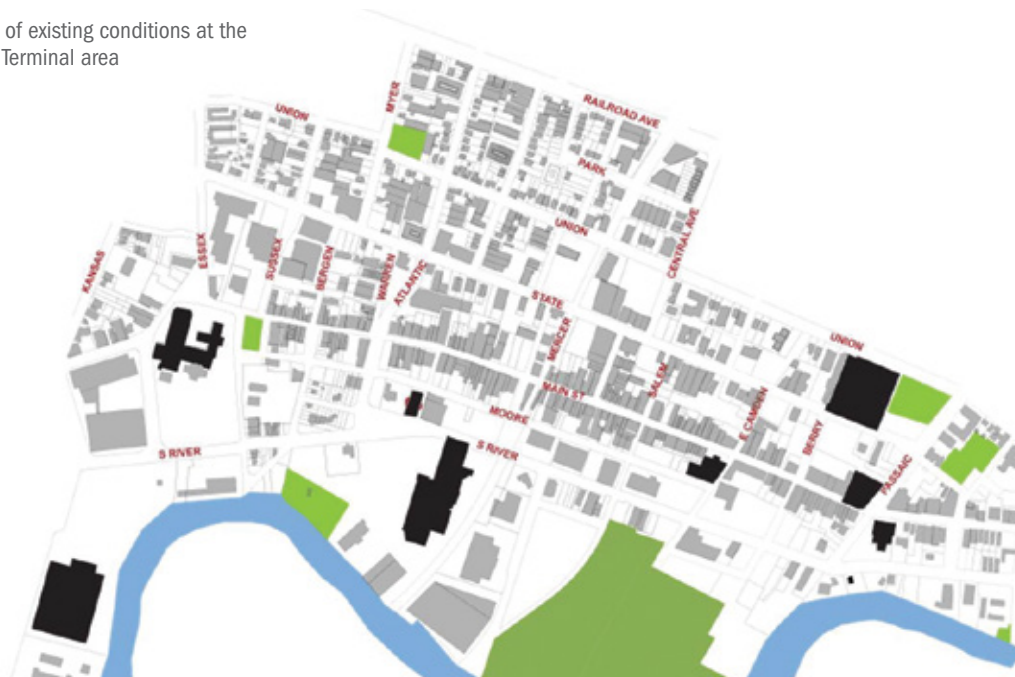 of existing conditions at the
Terminal area
MYER
RAILROAD AVE
UNION
PARK
UNION
CENTRAL AVE
ESSEX
SUSSEX
BERGEN
WARREN
ATLANTIC
KANSAS
STATE
MERCER
UNION
SALEM
MAIN ST
E CAMDEN
MOORE
BERRY
S RIVER
S RIVER
PASSAIC